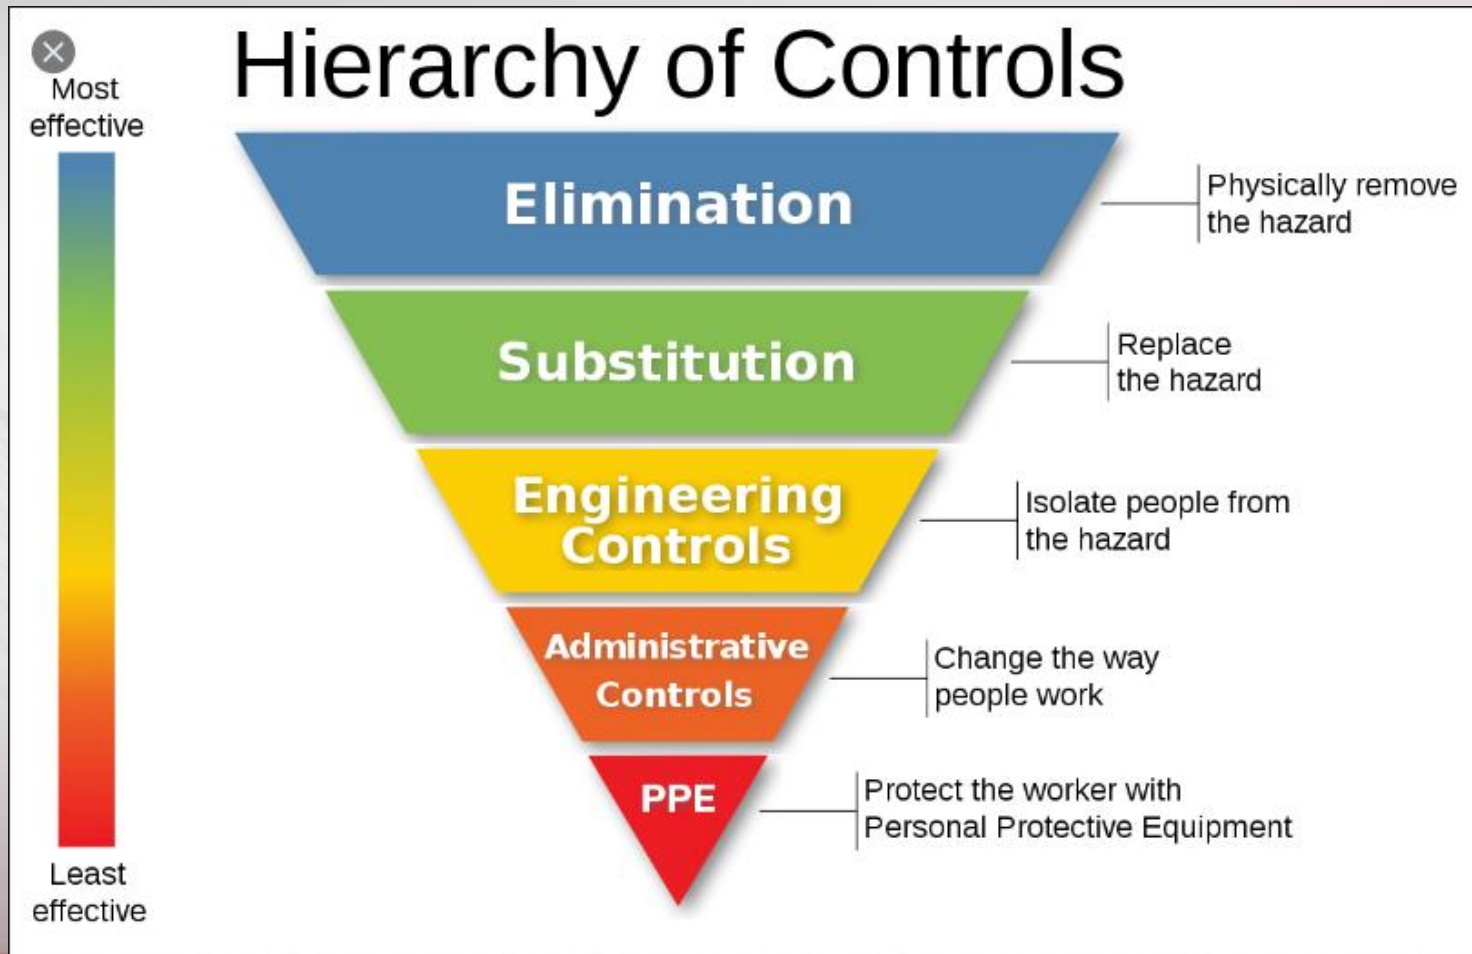 Hierarchy of Controls
Most
effective
Elimination
Physically remove
the hazard
Substitution
Replace
the hazard
Engineering
Controls
Isolate people from
the hazard
Administrative
Controls
Change the way
people work
PPE
Protect the worker with
Personal Protective Equipment
Least
effective